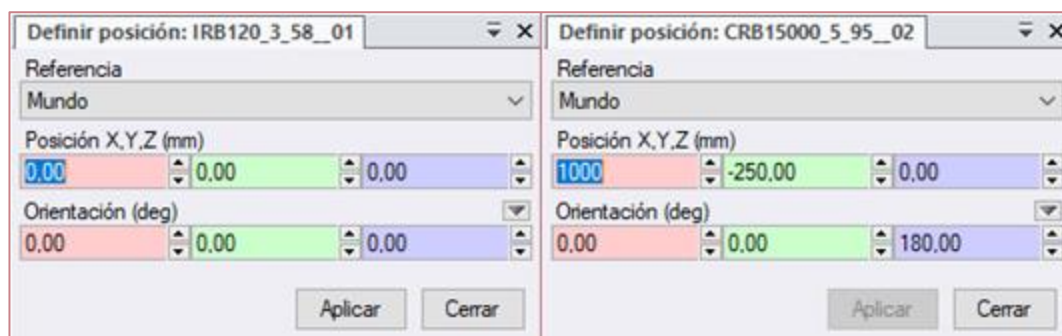 Definir posición: IRB120_3_58__01
Referencia
Mundo
Posición X,Y,Z (mm)
0,00 0,00 0,00
Orientación (deg)
0,00 0,00 0,00
Aplicar Cerrar
Definir posición: CRB15000_5_95__02
Referencia
Mundo
Posición X,Y,Z (mm)
1000 -250,00 0,00
Orientación (deg)
0,00 0,00 180,00
Aplicar Cerrar